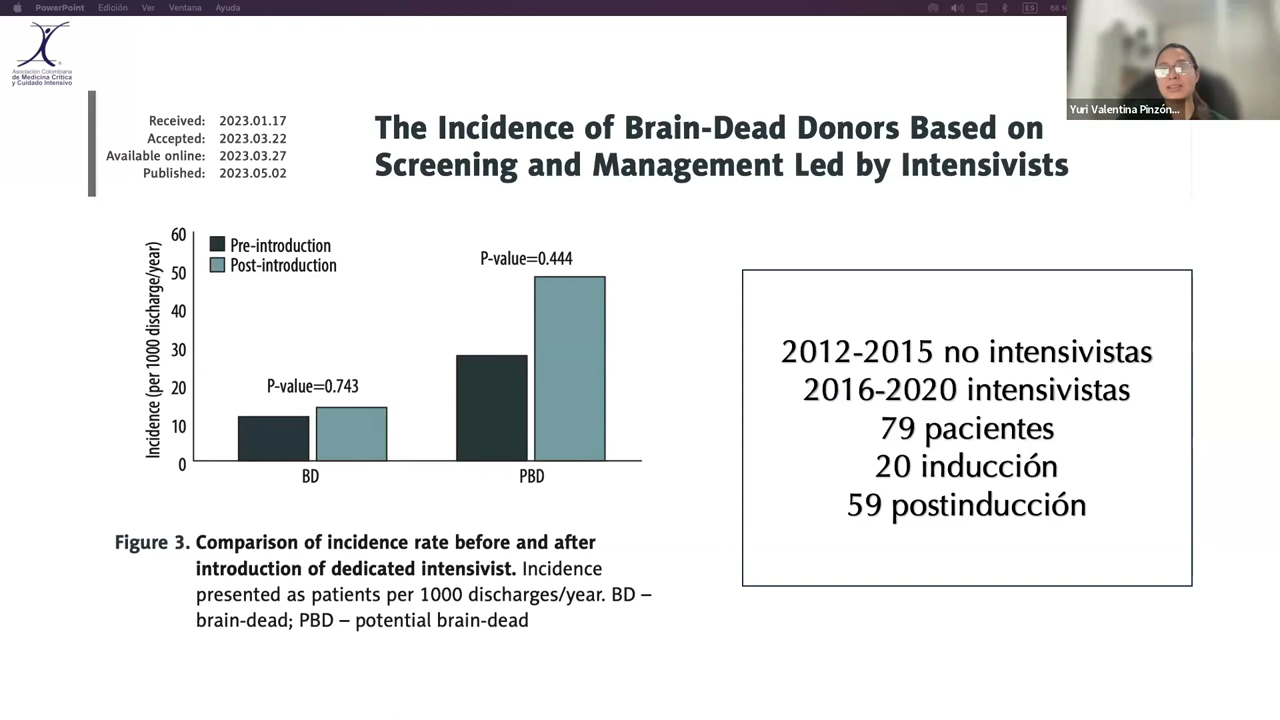 PowerPoint Edición Ver Ventana Ayuda
ES
Asociación Colombiana
de Medicina Crítica
y Cuidado Intensivo
Yuri Valentina Pinzón...
Received: 2023.01.17
Accepted: 2023.03.22
Available online: 2023.03.27
Published: 2023.05.02
The Incidence of Brain-Dead Donors Based on
Screening and Management Led by Intensivists
Incidence (per 1000 discharge/year)
60
50
40
30
20
10
0
Pre-introduction
Post-introduction
P-value=0.743
P-value=0.444
BD
PBD
Figure 3. Comparison of incidence rate before and after
introduction of dedicated intensivist. Incidence
presented as patients per 1000 discharges/year. BD –
brain-dead; PBD – potential brain-dead
2012-2015 no intensivistas
2016-2020 intensivistas
79 pacientes
20 inducción
59 postinducción